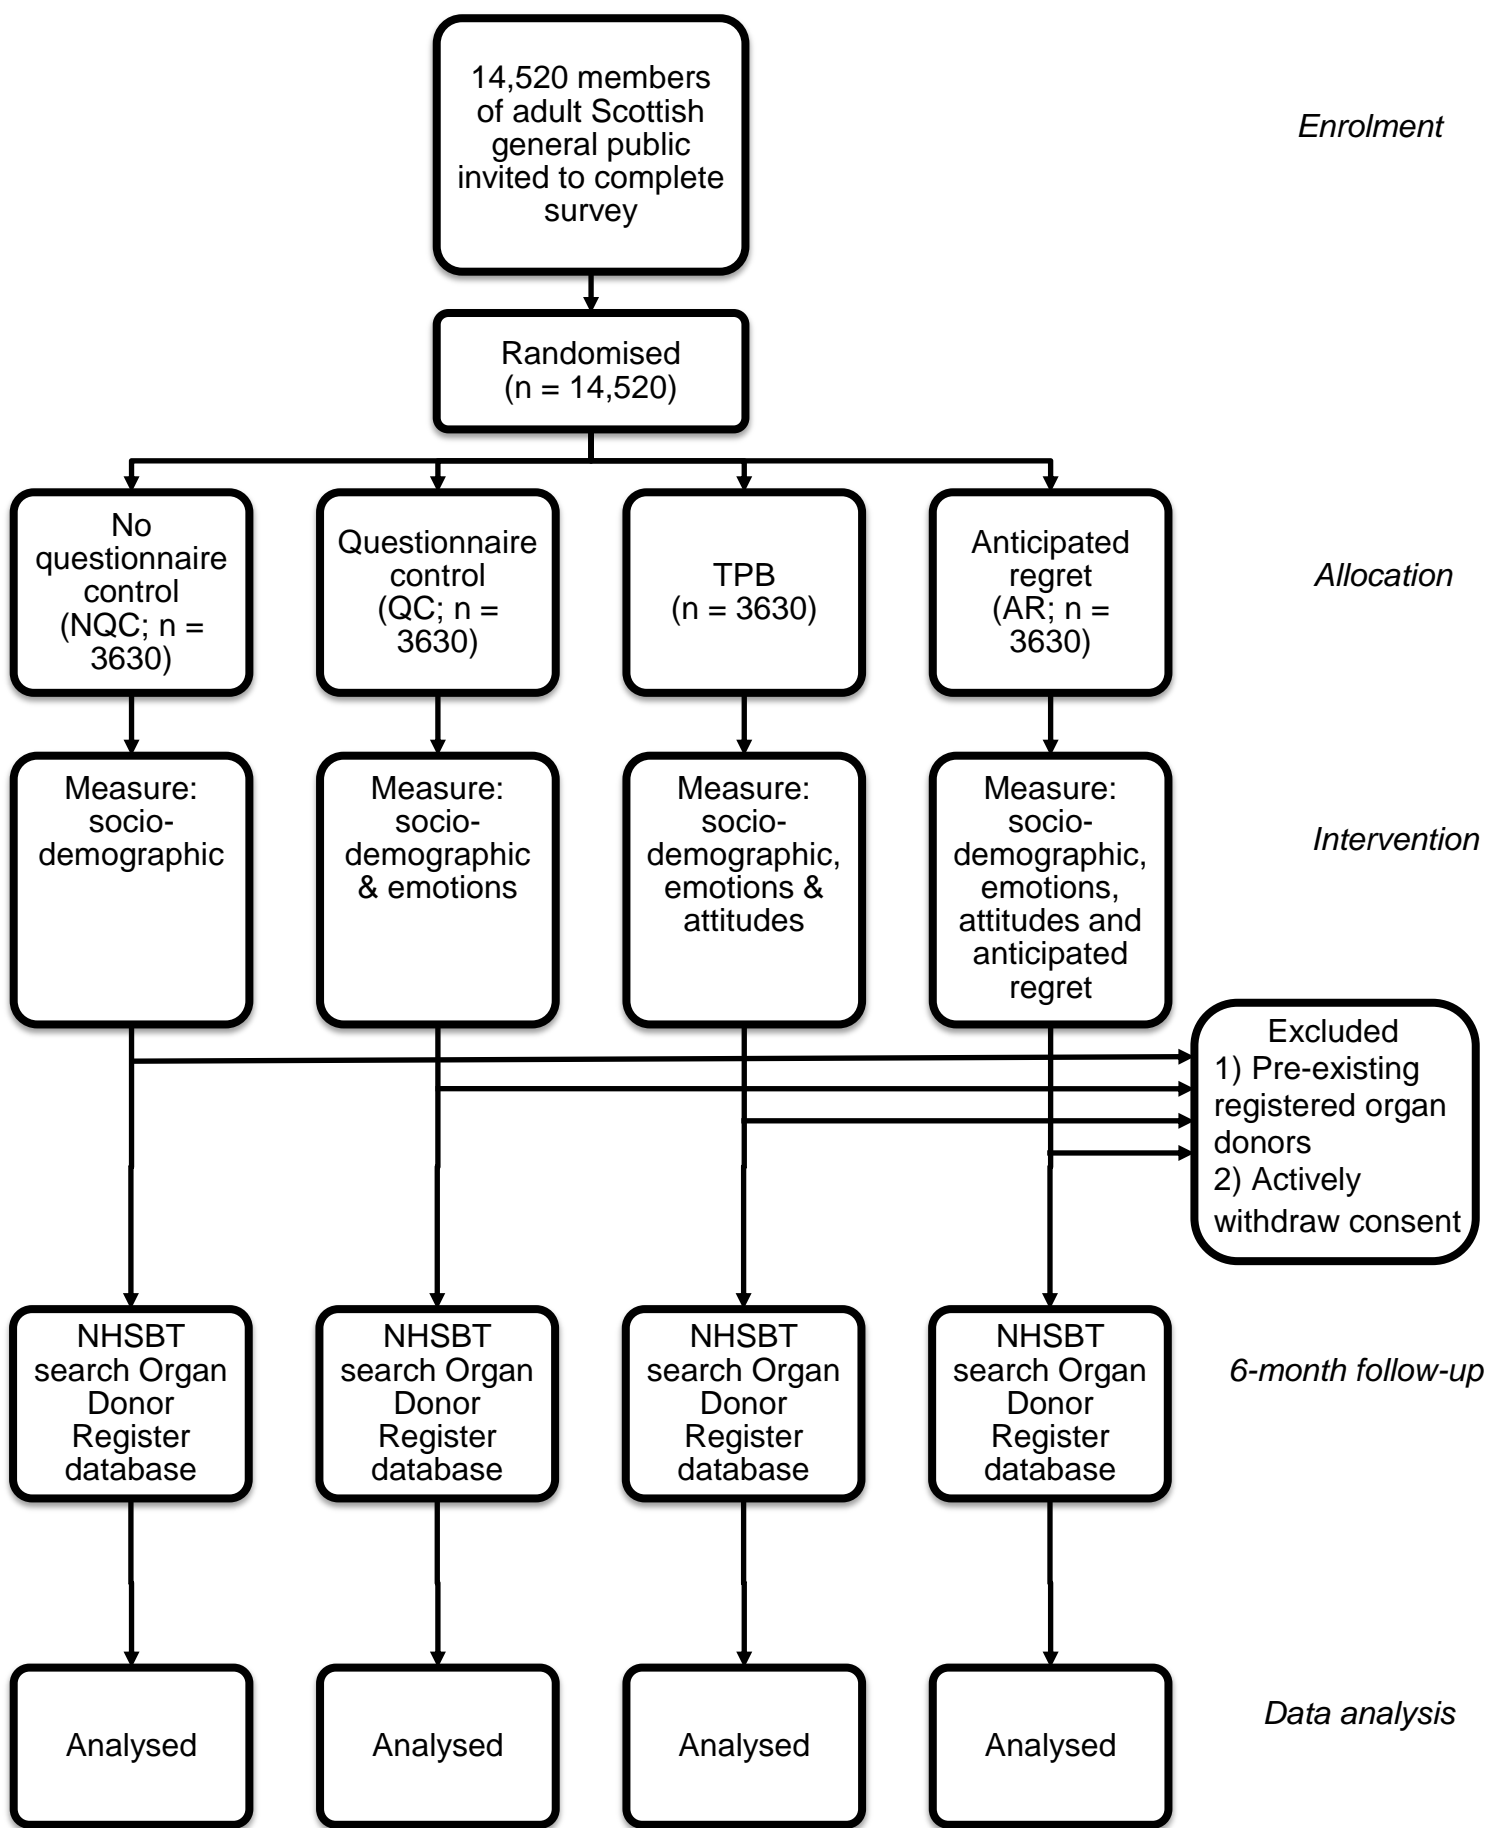 14,520 members
of adult Scottish
general public
invited to complete
survey
Enrolment
Randomised
(n = 14,520)
No
questionnaire
control
(NQC; n =
3630)
Questionnaire
control
(QC; n =
3630)
TPB
(n = 3630)
Anticipated
regret
(AR; n =
3630)
Allocation
Measure:
socio-
demographic
Measure:
socio-
demographic
& emotions
Measure:
socio-
demographic,
emotions &
attitudes
Measure:
socio-
demographic,
emotions,
attitudes and
anticipated
regret
Intervention
Excluded
1) Pre-existing
registered organ
donors
2) Actively
withdraw consent
NHSBT
search Organ
Donor
Register
database
NHSBT
search Organ
Donor
Register
database
NHSBT
search Organ
Donor
Register
database
NHSBT
search Organ
Donor
Register
database
6-month follow-up
Analysed
Analysed
Analysed
Analysed
Data analysis